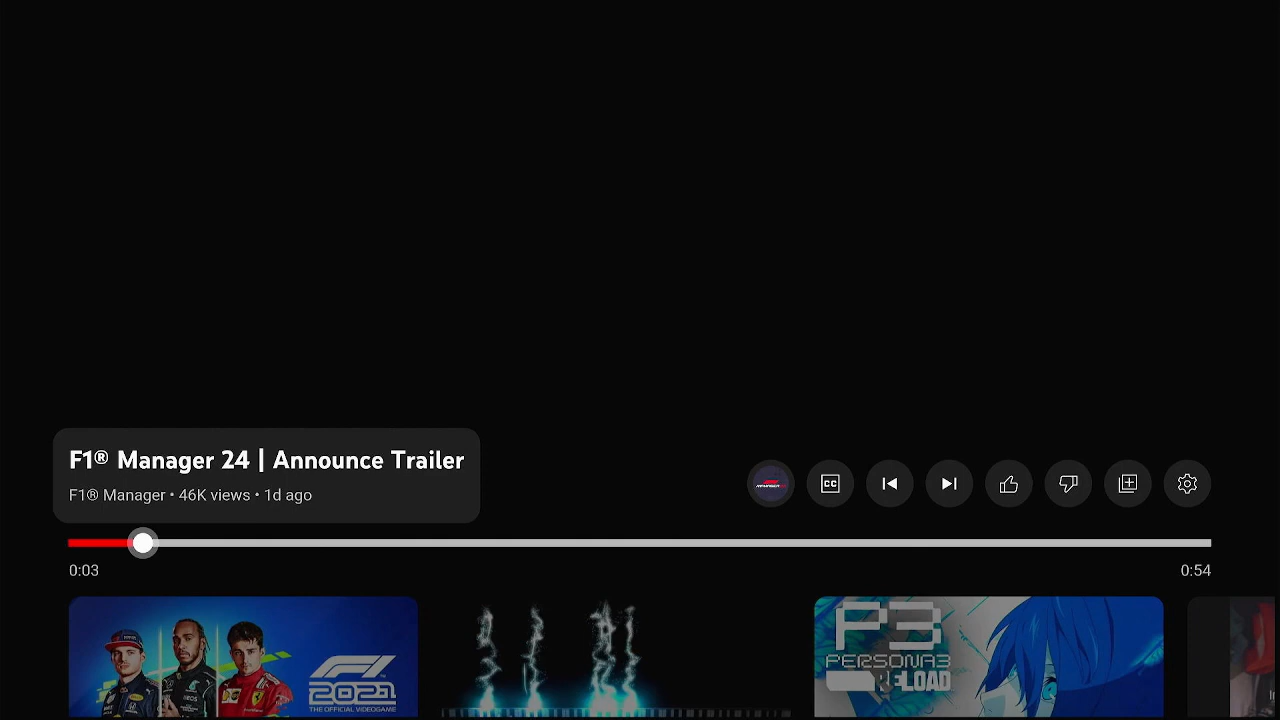 F1® Manager 24 | Announce Trailer
F1® Manager • 46K views • 1d ago
CC
0:03
0:54
F1
2021
THE OFFICIAL VIDEOGAME
P3
PERSONA3
RELOAD